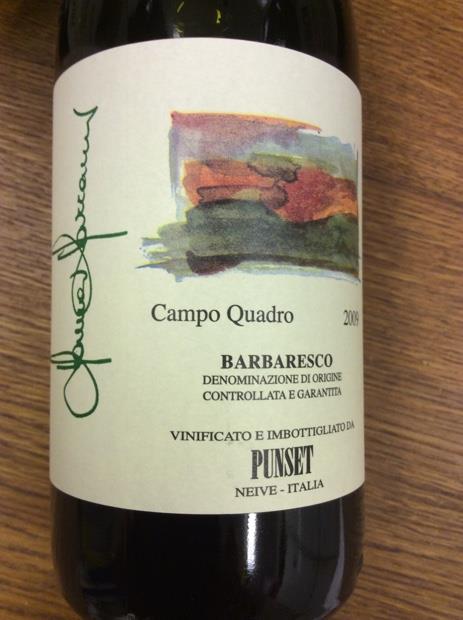 Campo Quadro 2009
BARBARESCO
DENOMINAZIONE DI ORIGINE
CONTROLLATA E GARANTITA
VINIFICATO E IMBOTTIGLIATO DA
PUNSET
NEIVE - ITALIA